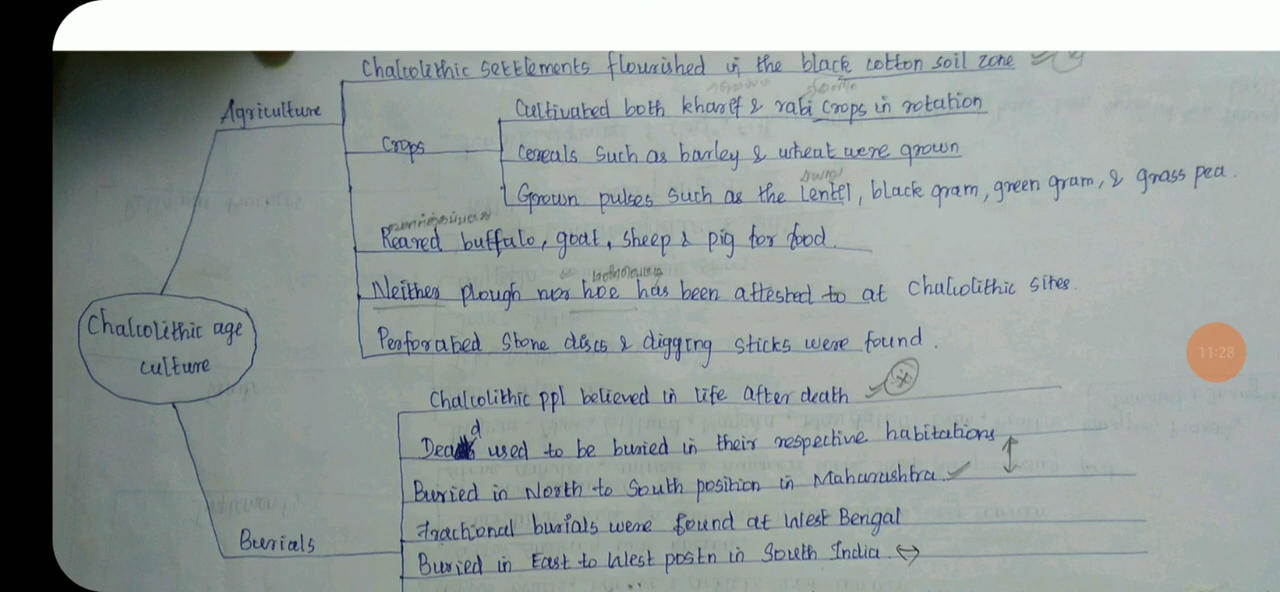 Chalcolithic settlements flourished in the black cotton soil zone
Agriculture
Cultivated both kharif & rabi crops in rotation
Crops
cereals such as barley & wheat were grown
Grown pulses such as the lentel, black gram, green gram, & grass pea.
Reared buffalo, goat, sheep & pig for food.
Neither plough nor hoe has been attested to at Chalcolithic sites.
Perforated stone discs & digging sticks were found.
Chalcolithic age
culture
11:28
Chalcolithic ppl believed in life after death
Dead used to be buried in their respective habitations
Buried in North to South position in Maharashtra.
Fractional burials were found at West Bengal
Burials
Buried in East to West postn in South India